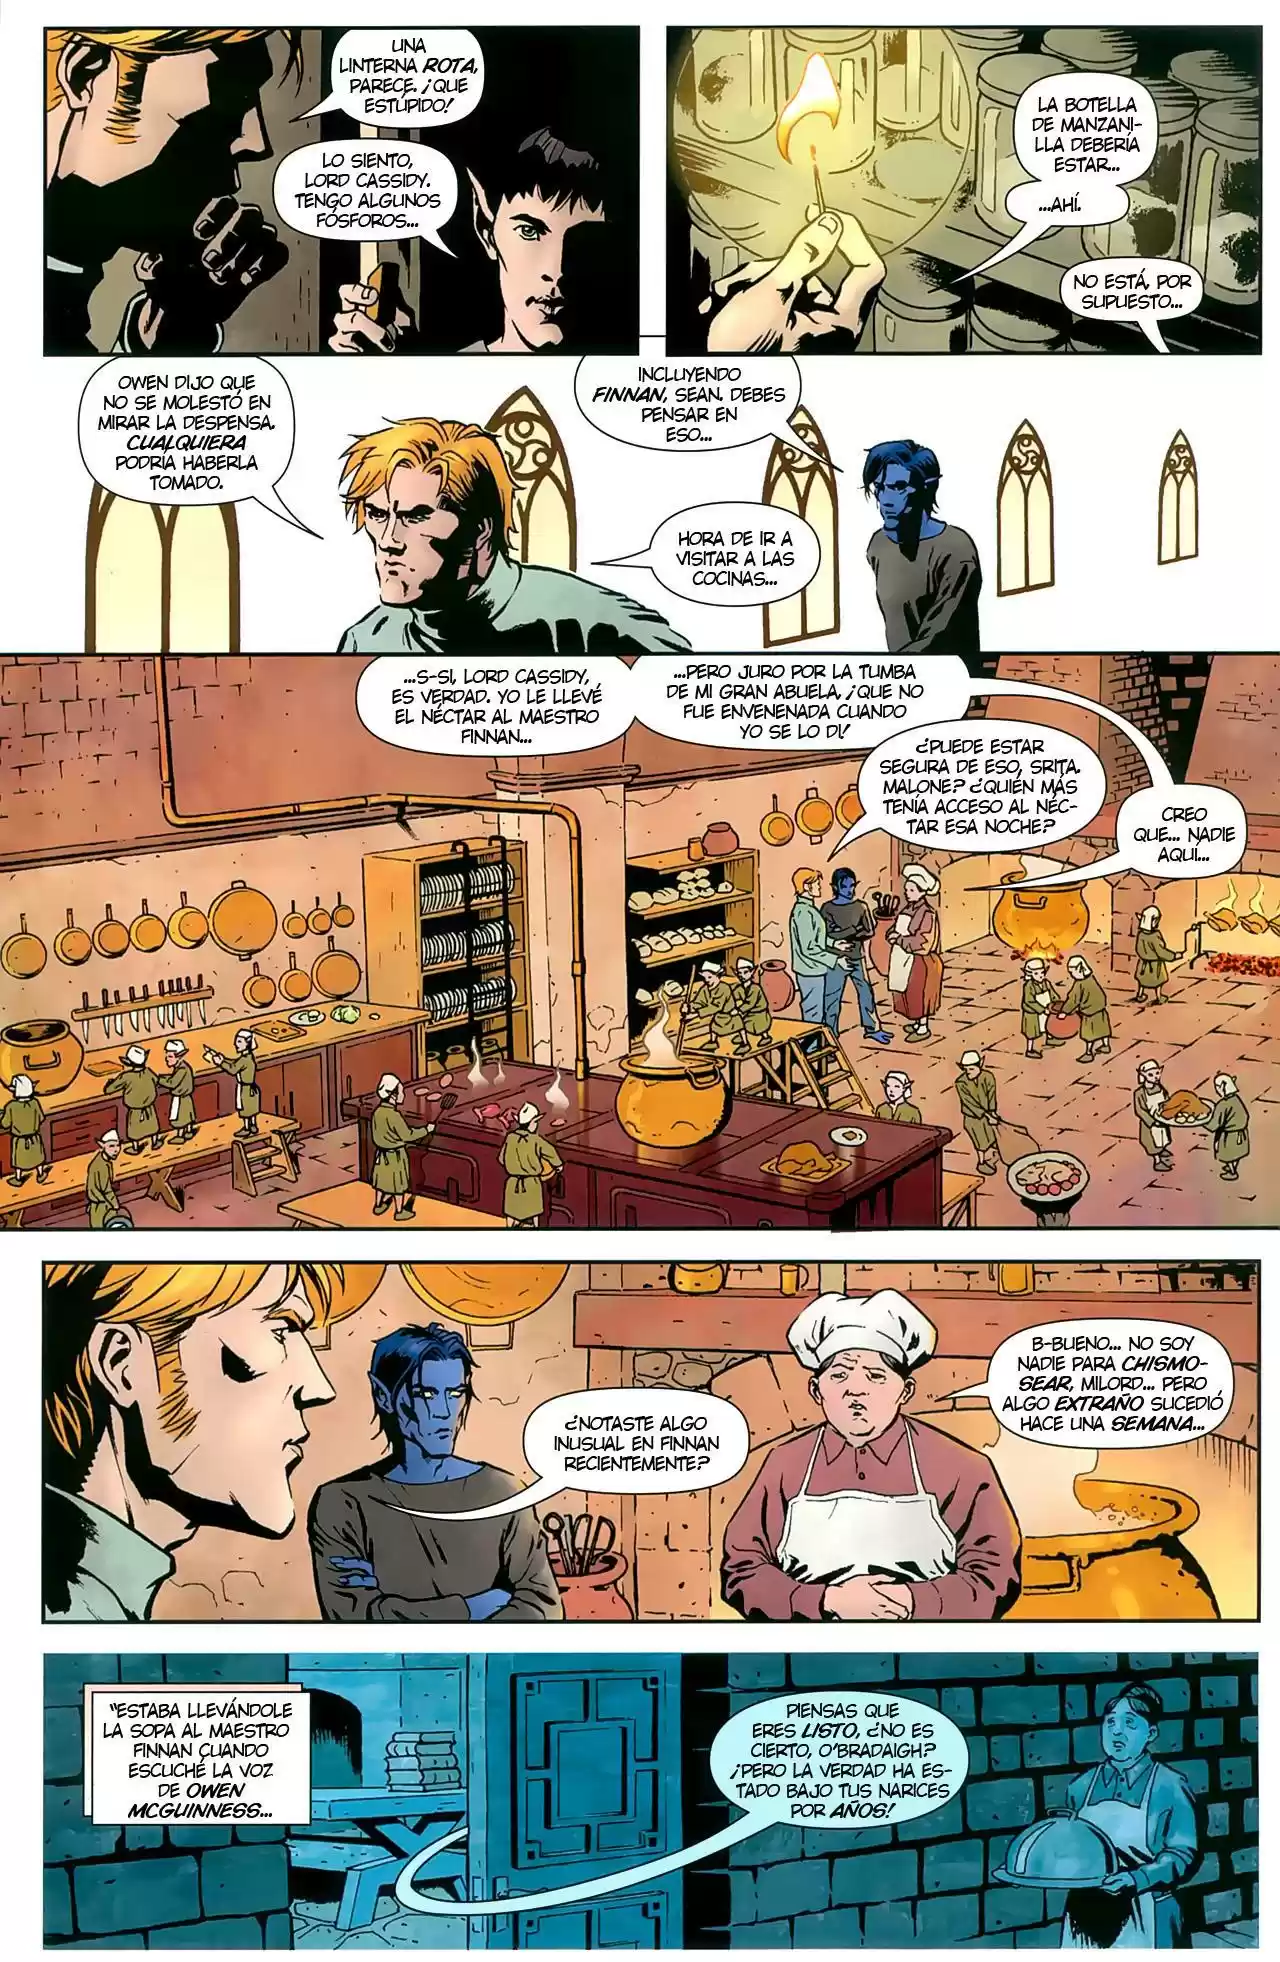 UNA
LINTERNA ROTA,
PARECE. ¡QUE
ESTÚPIDO!
LO SIENTO,
LORD CASSIDY.
TENGO ALGUNOS
FÓSFOROS...
LA BOTELLA
DE MANZANI-
LLA DEBERÍA
ESTAR...
...AHÍ.
NO ESTÁ, POR
SUPUESTO...
OWEN DIJO QUE
NO SE MOLESTÓ EN
MIRAR LA DESPENSA.
CUALQUIERA
PODRÍA HABERLA
TOMADO.
INCLUYENDO
FINNAN, SEAN. DEBES
PENSAR EN
ESO...
HORA DE IR A
VISITAR A LAS
COCINAS...
...S-SÍ, LORD CASSIDY,
ES VERDAD. YO LE LLEVÉ
EL NÉCTAR AL MAESTRO
FINNAN...
...PERO JURO POR LA TUMBA
DE MI GRAN ABUELA, ¡QUE NO
FUE ENVENENADA CUANDO
YO SE LO DI!
¿PUEDE ESTAR
SEGURA DE ESO, SRITA.
MALONE? ¿QUIÉN MÁS
TENÍA ACCESO AL NÉC-
TAR ESA NOCHE?
CREO
QUE... NADIE
AQUÍ...
¿NOTASTE ALGO
INUSUAL EN FINNAN
RECIENTEMENTE?
B-BUENO... NO SOY
NADIE PARA CHISMO-
SEAR, MILORD... PERO
ALGO EXTRAÑO SUCEDIÓ
HACE UNA SEMANA...
"ESTABA LLEVÁNDOLE
LA SOPA AL MAESTRO
FINNAN CUANDO
ESCUCHÉ LA VOZ
DE OWEN
MCGUINNESS...
PIENSAS QUE
ERES LISTO, ¿NO ES
CIERTO, O'BRADAIGH?
¡PERO LA VERDAD HA ES-
TADO BAJO TUS NARICES
POR AÑOS!